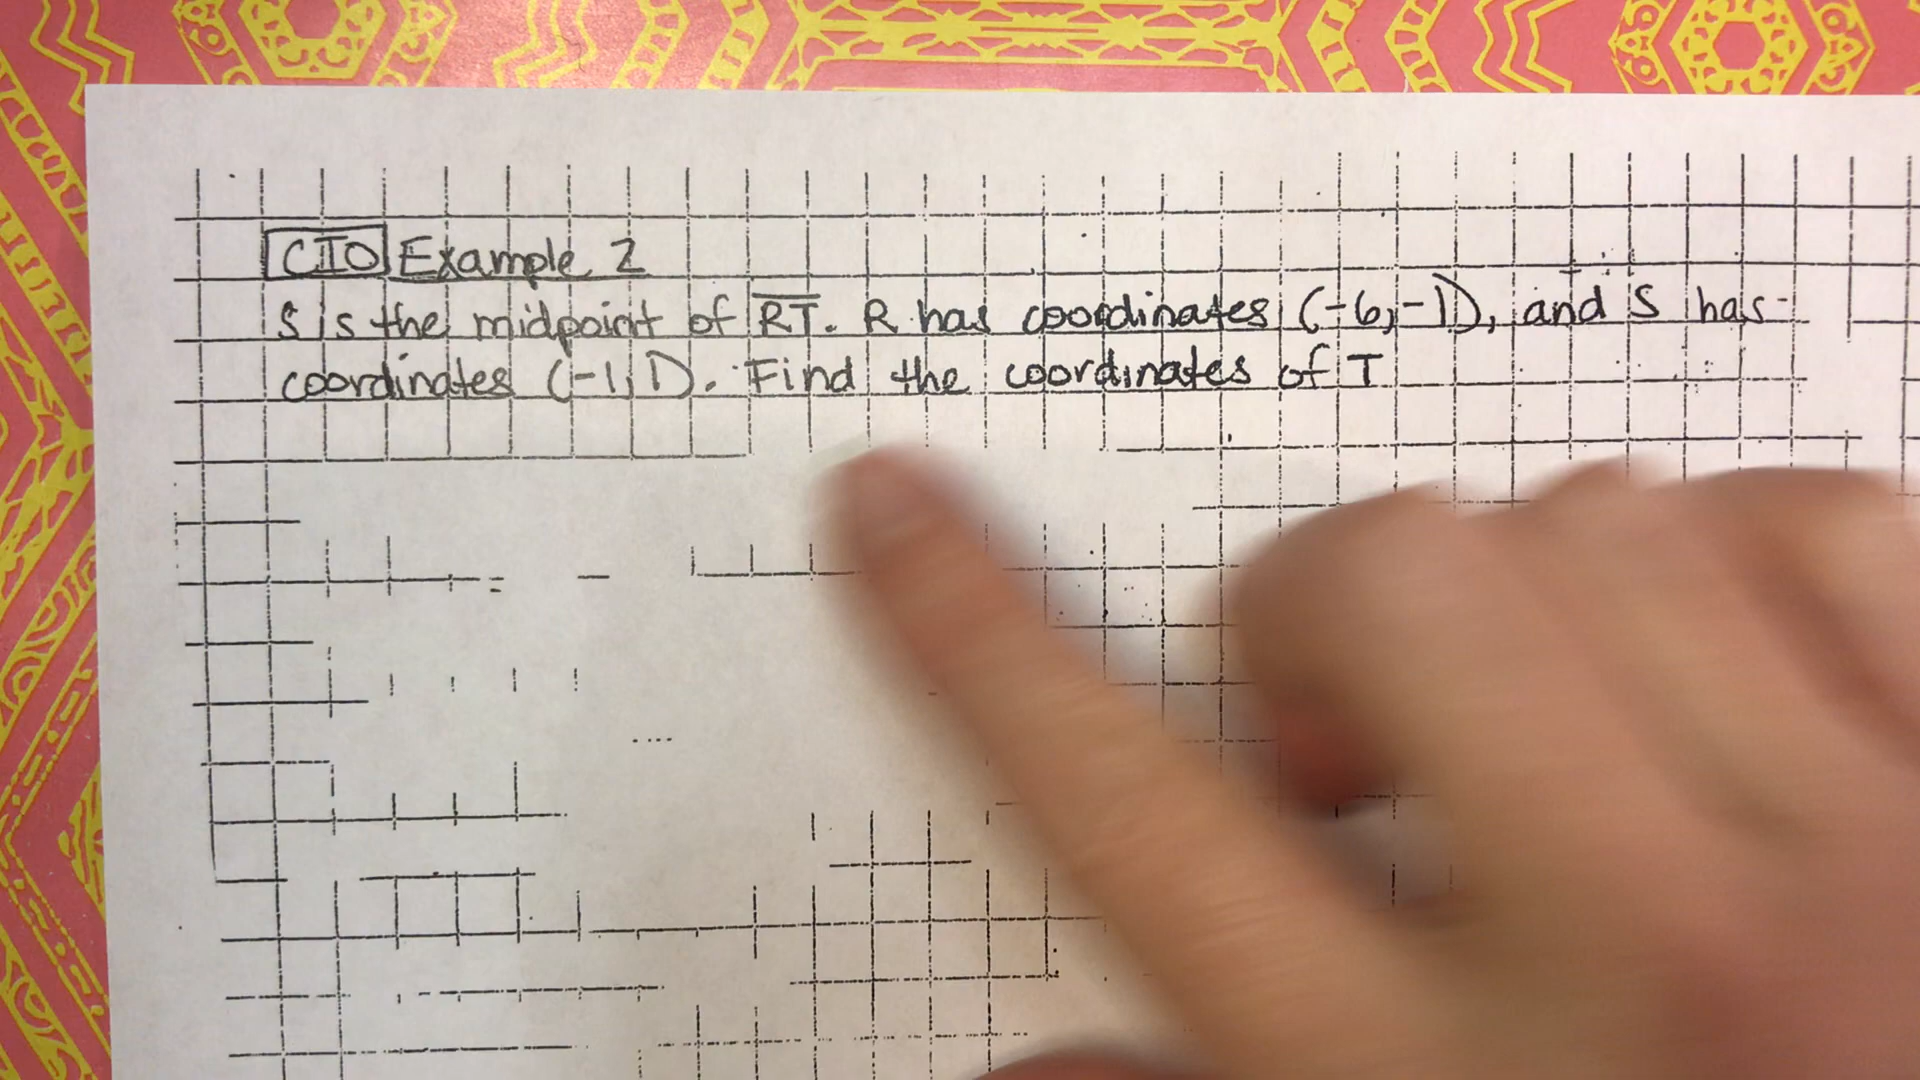 CIO Example 2
S is the midpoint of RT. R has coordinates (-6,-1), and S has
coordinates (-1,1). Find the coordinates of T